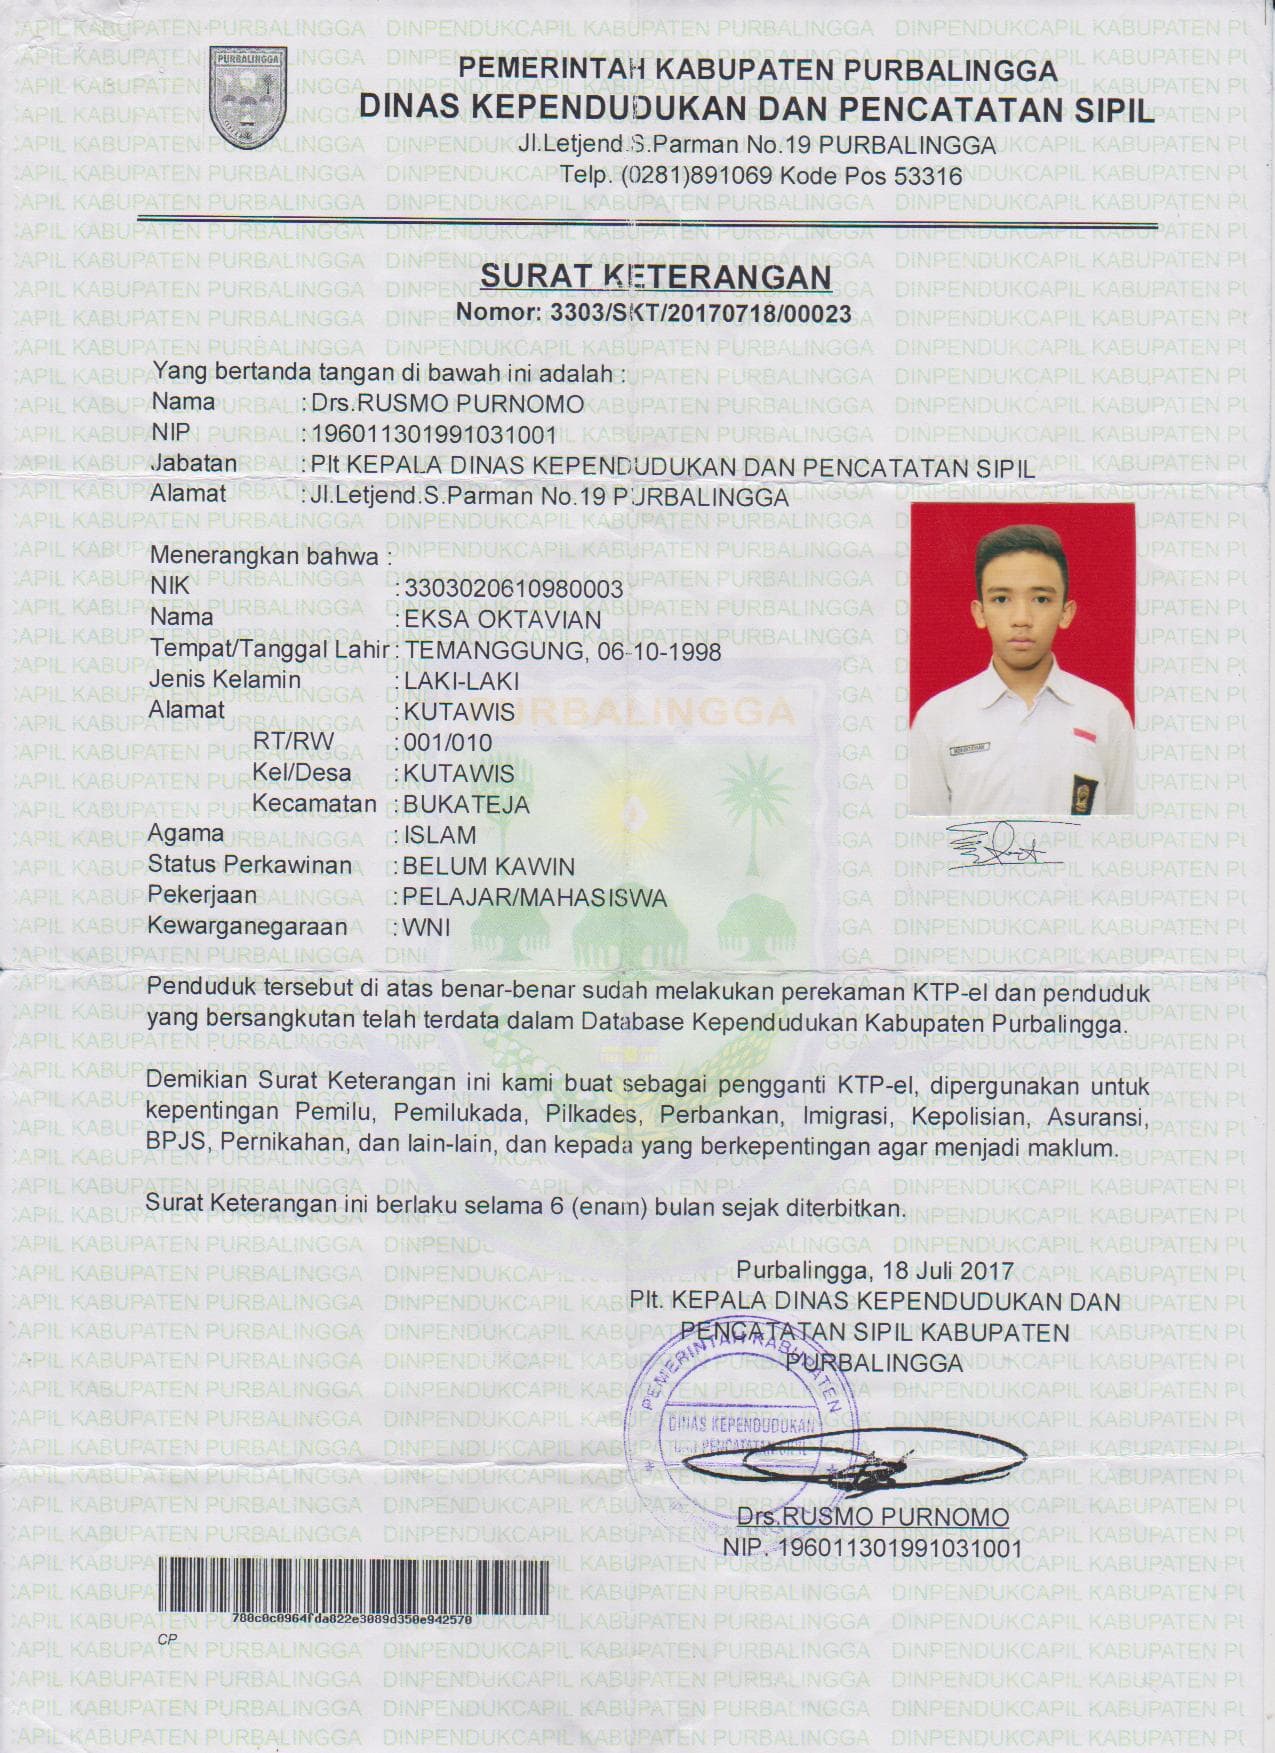 PURBALINGGA
PEMERINTAH KABUPATEN PURBALINGGA
DINAS KEPENDUDUKAN DAN PENCATATAN SIPIL
Jl.Letjend.S.Parman No.19 PURBALINGGA
Telp. (0281)891069 Kode Pos 53316
SURAT KETERANGAN
Nomor: 3303/SKT/20170718/00023
Yang bertanda tangan di bawah ini adalah :
Nama : Drs.RUSMO PURNOMO
NIP : 196011301991031001
Jabatan : Plt KEPALA DINAS KEPENDUDUKAN DAN PENCATATAN SIPIL
Alamat : Jl.Letjend.S.Parman No.19 PURBALINGGA
Menerangkan bahwa :
NIK : 3303020610980003
Nama : EKSA OKTAVIAN
Tempat/Tanggal Lahir : TEMANGGUNG, 06-10-1998
Jenis Kelamin : LAKI-LAKI
Alamat : KUTAWIS
RT/RW : 001/010
Kel/Desa : KUTAWIS
Kecamatan : BUKATEJA
Agama : ISLAM
Status Perkawinan : BELUM KAWIN
Pekerjaan : PELAJAR/MAHASISWA
Kewarganegaraan : WNI
Penduduk tersebut di atas benar-benar sudah melakukan perekaman KTP-el dan penduduk
yang bersangkutan telah terdata dalam Database Kependudukan Kabupaten Purbalingga.
Demikian Surat Keterangan ini kami buat sebagai pengganti KTP-el, dipergunakan untuk
kepentingan Pemilu, Pemilukada, Pilkades, Perbankan, Imigrasi, Kepolisian, Asuransi,
BPJS, Pernikahan, dan lain-lain, dan kepada yang berkepentingan agar menjadi maklum.
Surat Keterangan ini berlaku selama 6 (enam) bulan sejak diterbitkan.
Purbalingga, 18 Juli 2017
Plt. KEPALA DINAS KEPENDUDUKAN DAN
PENCATATAN SIPIL KABUPATEN
PURBALINGGA
PEMERINTAH KABUPATEN
DINAS KEPENDUDUKAN
DAN PENCATATAN SIPIL
Drs.RUSMO PURNOMO
NIP. 196011301991031001
780c0c0964fda822e3089d350e942570
CP